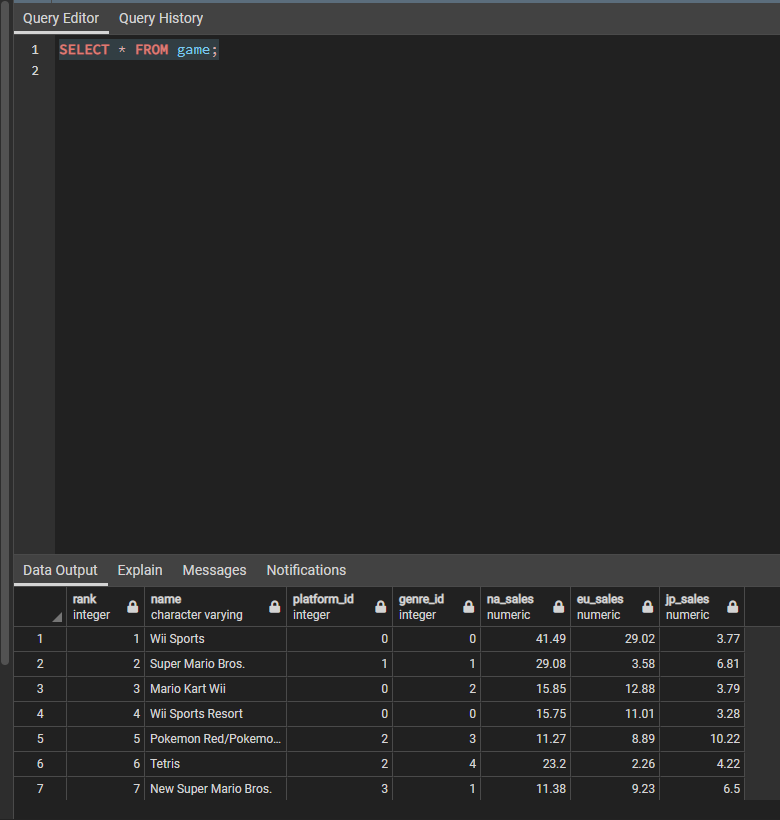 Query Editor Query History
1 SELECT * FROM game;
2
Data Output Explain Messages Notifications
rank name platform_id genre_id na_sales eu_sales jp_sales
integer character varying integer integer numeric numeric numeric
1 1 Wii Sports 0 0 41.49 29.02 3.77
2 2 Super Mario Bros. 1 1 29.08 3.58 6.81
3 3 Mario Kart Wii 0 2 15.85 12.88 3.79
4 4 Wii Sports Resort 0 0 15.75 11.01 3.28
5 5 Pokemon Red/Pokemo... 2 3 11.27 8.89 10.22
6 6 Tetris 2 4 23.2 2.26 4.22
7 7 New Super Mario Bros. 3 1 11.38 9.23 6.5